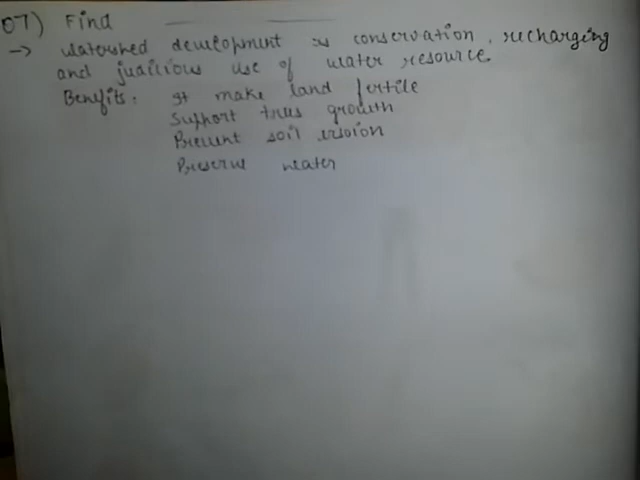 07) Find
→ Watershed development is conservation, recharging
and judicious use of water resource.
Benefits: It make land fertile
Support trees growth
Prevent soil erosion
Preserve water